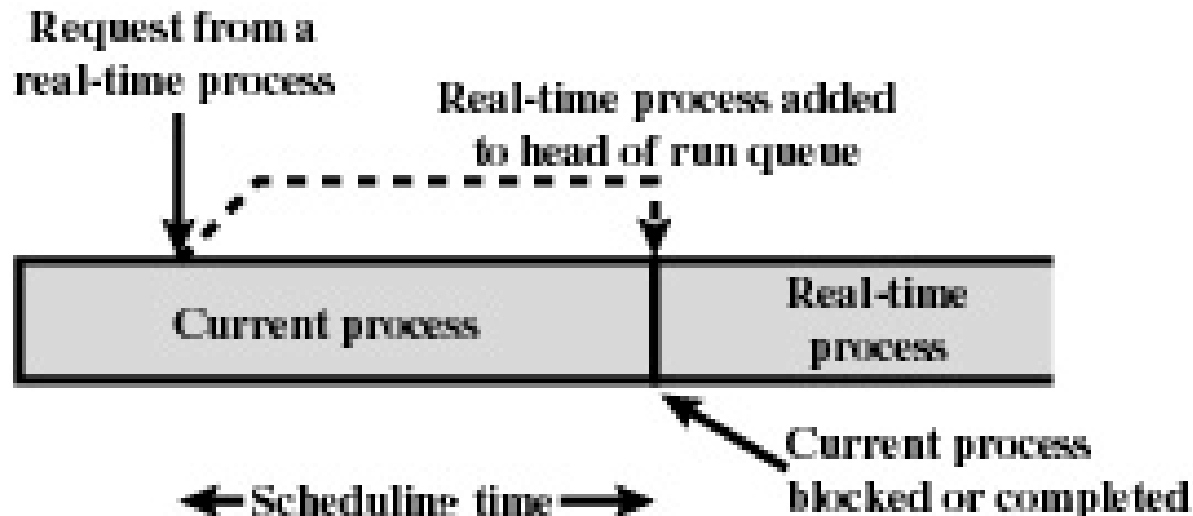 Request from a
real-time process
Real-time process added
to head of run queue
Current process
Real-time
process
Current process
blocked or completed
Scheduling time